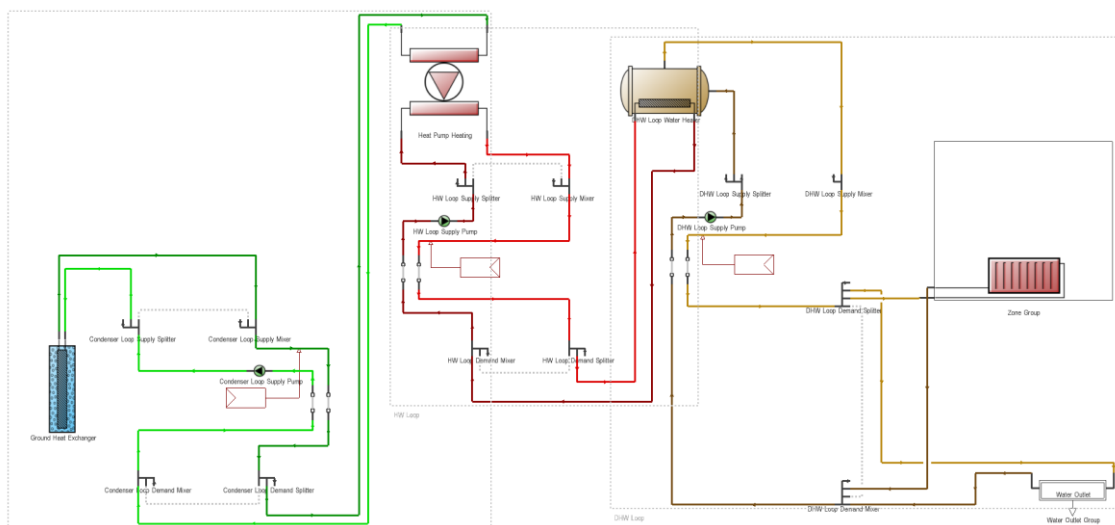 Heat Pump Heating
DHW Loop Water Heater
HW Loop Supply Splitter
HW Loop Supply Mixer
DHW Loop Supply Splitter
DHW Loop Supply Mixer
HW Loop Supply Pump
DHW Loop Supply Pump
Condenser Loop Supply Splitter
Condenser Loop Supply Mixer
DHW Loop Demand Splitter
Zone Group
HW Loop Demand Mixer
HW Loop Demand Splitter
Condenser Loop Supply Pump
HW Loop
Ground Heat Exchanger
Condenser Loop Demand Mixer
Condenser Loop Demand Splitter
Water Outlet
DHW Loop Demand Mixer
DHW Loop
Water Outlet Group